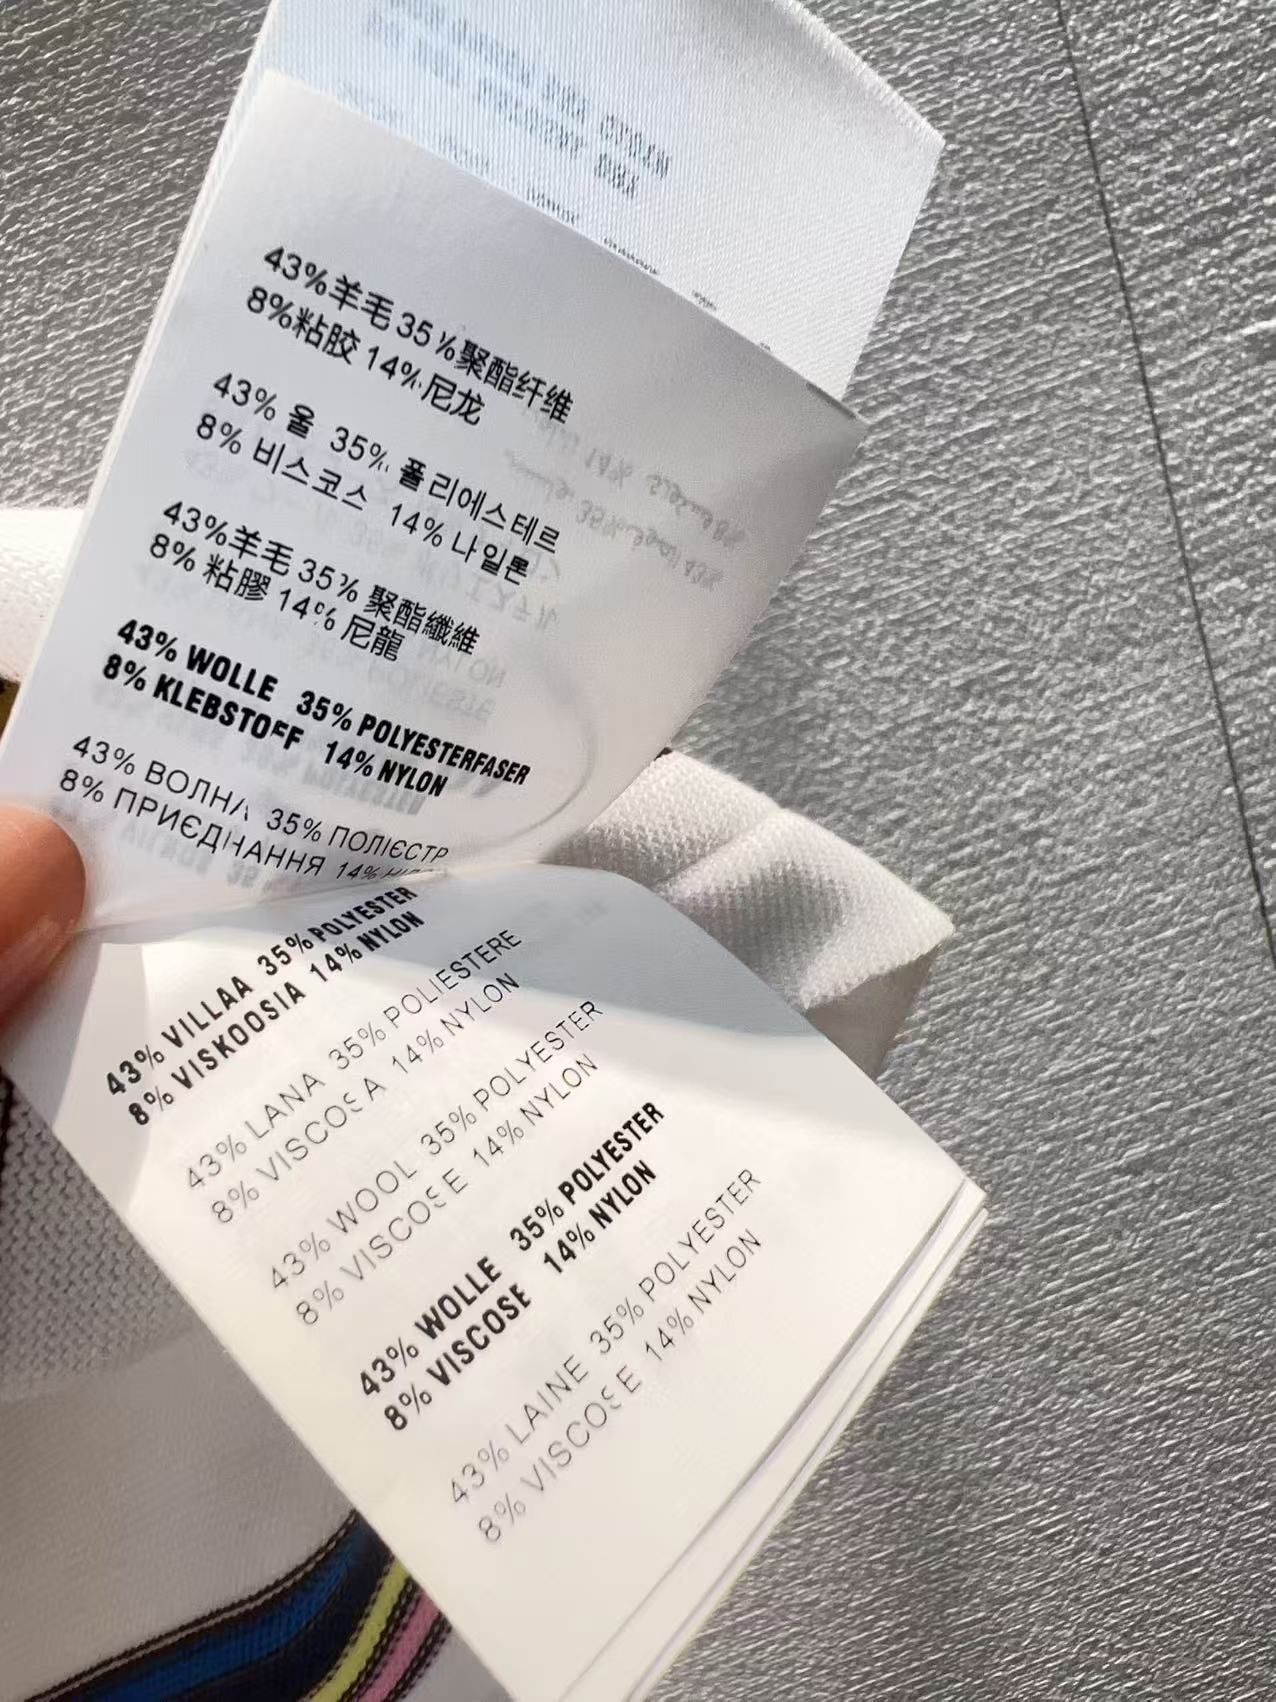 43%羊毛 35%聚酯纤维
8%粘胶 14%尼龙
43% 울 35% 폴리에스테르
8% 비스코스 14% 나일론
43%羊毛 35% 聚酯纖維
8% 粘膠 14% 尼龍
43% WOLLE 35% POLYESTERFASER
8% KLEBSTOFF 14% NYLON
43% ВОЛНА 35% ПОЛІЄСТР
8% ПРИЄДНАННЯ 14%
43% VILLAA 35% POLYESTER
8% VISKOOSIA 14% NYLON
43% LANA 35% POLIESTERE
8% VISCOSA 14% NYLON
43% WOOL 35% POLYESTER
8% VISCOSE 14% NYLON
43% WOLLE 35% POLYESTER
8% VISCOSE 14% NYLON
43% LAINE 35% POLYESTER
8% VISCOSE 14% NYLON